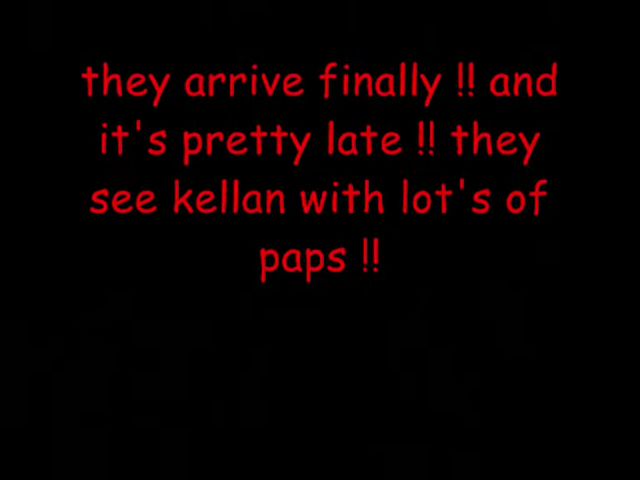 they arrive finally !! and
it's pretty late !! they
see kellan with lot's of
paps !!